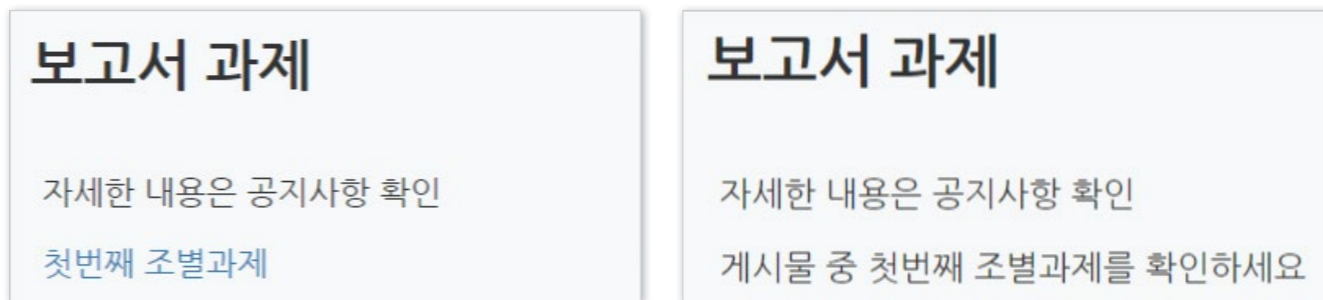 보고서 과제
자세한 내용은 공지사항 확인
첫번째 조별과제
보고서 과제
자세한 내용은 공지사항 확인
게시물 중 첫번째 조별과제를 확인하세요